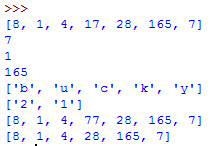 >>>
[8, 1, 4, 17, 28, 165, 7]
7
1
165
['b', 'u', 'c', 'k', 'y']
['2', '1']
[8, 1, 4, 77, 28, 165, 7]
[8, 1, 4, 28, 165, 7]